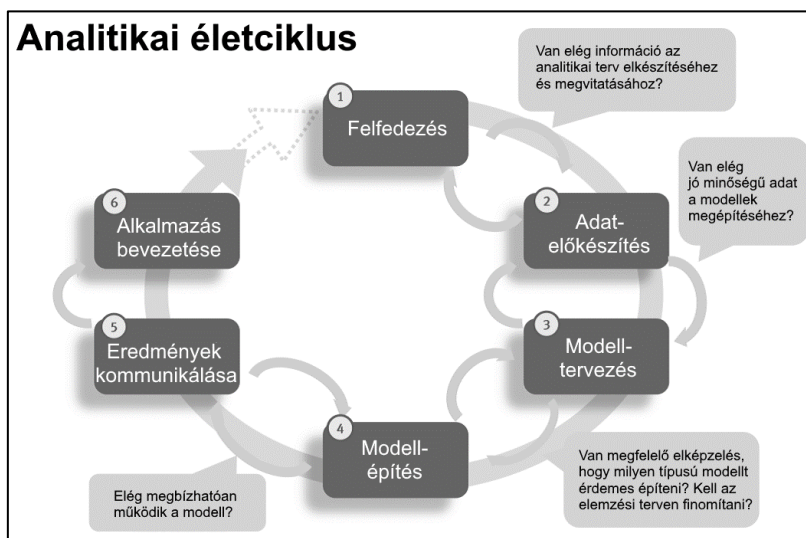 Analitikai életciklus
Van elég információ az
analitikai terv elkészítéséhez
és megvitatásához?
1
Felfedezés
Van elég
jó minőségű adat
a modellek
megépítéséhez?
2
Adat-
előkészítés
3
Modell-
tervezés
Van megfelelő elképzelés,
hogy milyen típusú modellt
érdemes építeni? Kell az
elemzési terven finomítani?
4
Modell-
építés
Elég megbízhatóan
működik a modell?
5
Eredmények
kommunikálása
6
Alkalmazás
bevezetése